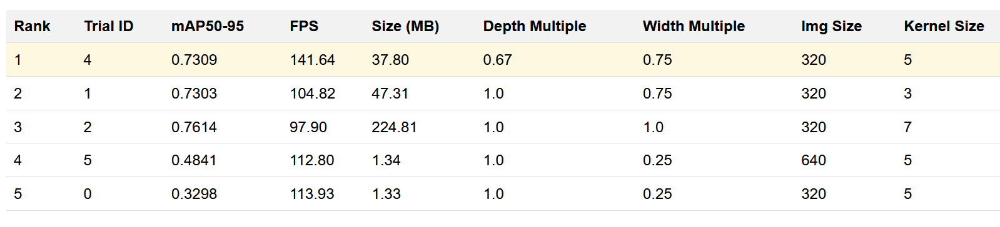 Rank Trial ID mAP50-95 FPS Size (MB) Depth Multiple Width Multiple Img Size Kernel Size
1 4 0.7309 141.64 37.80 0.67 0.75 320 5
2 1 0.7303 104.82 47.31 1.0 0.75 320 3
3 2 0.7614 97.90 224.81 1.0 1.0 320 7
4 5 0.4841 112.80 1.34 1.0 0.25 640 5
5 0 0.3298 113.93 1.33 1.0 0.25 320 5